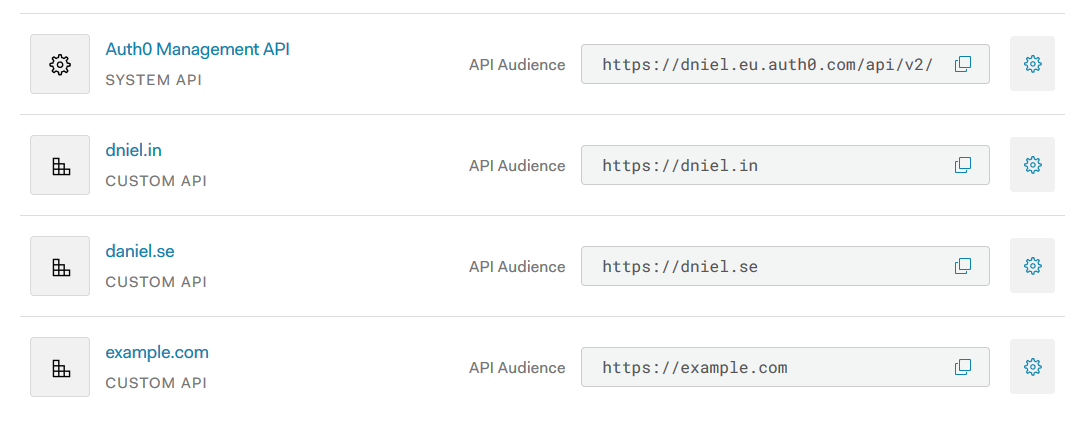 Auth0 Management API
SYSTEM API
API Audience https://dniel.eu.auth0.com/api/v2/
dniel.in
CUSTOM API
API Audience https://dniel.in
daniel.se
CUSTOM API
API Audience https://dniel.se
example.com
CUSTOM API
API Audience https://example.com